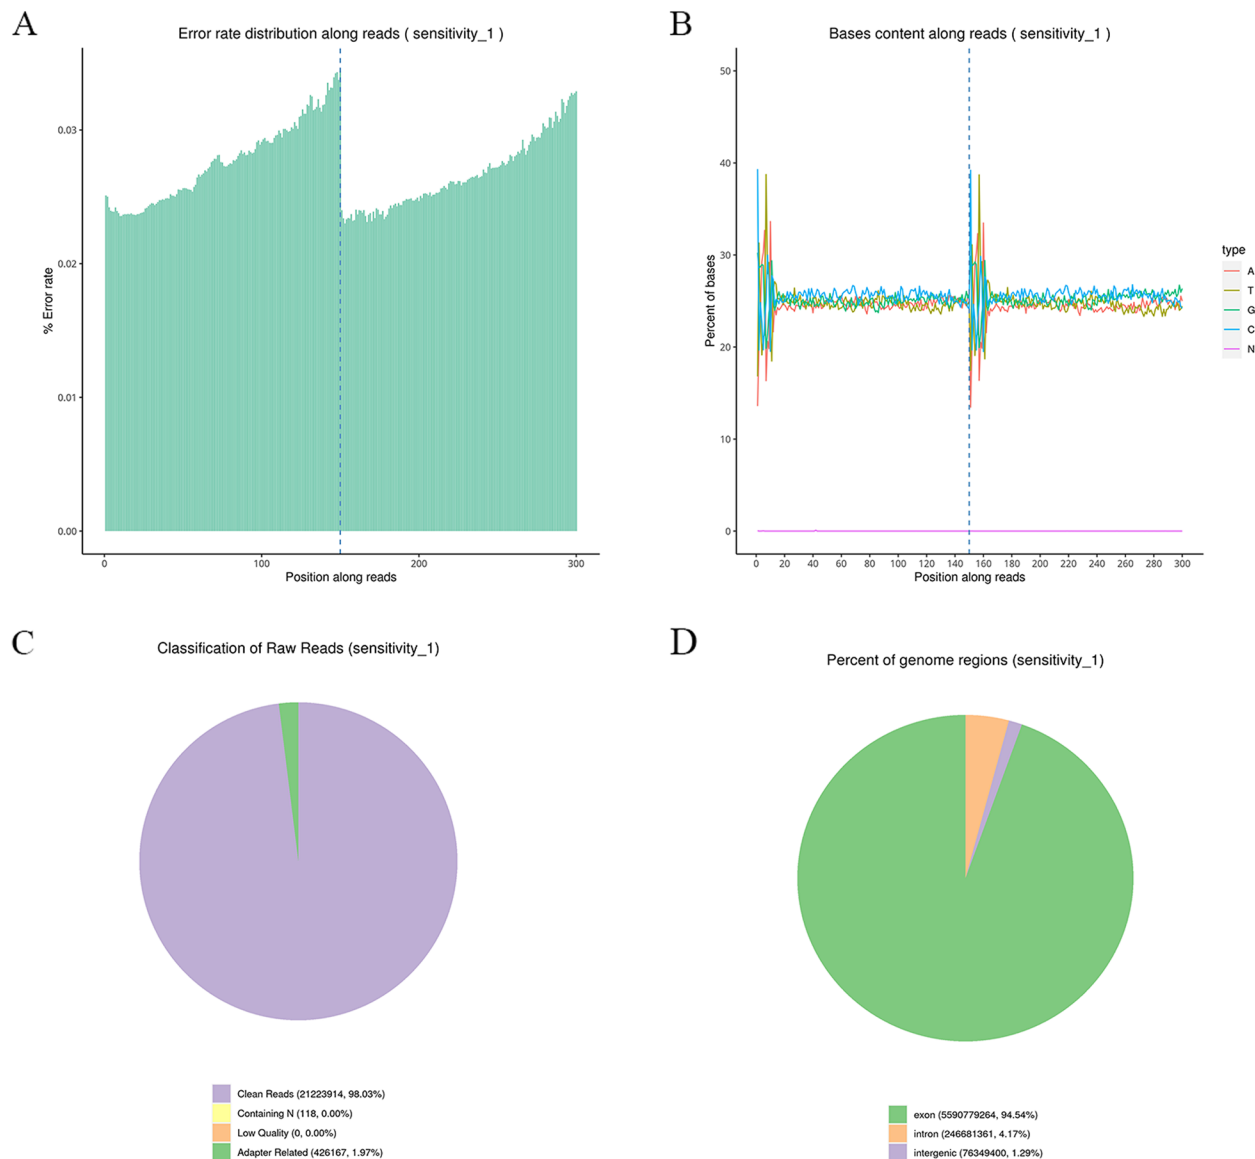 A
Error rate distribution along reads ( sensitivity_1 )
% Error rate
0.03
0.02
0.01
0.00
0 100 200 300
Position along reads
B
Bases content along reads ( sensitivity_1 )
Percent of bases
50
40
30
20
10
0
0 20 40 60 80 100 120 140 160 180 200 220 240 260 280 300
Position along reads
type
A
T
G
C
N
C
Classification of Raw Reads (sensitivity_1)
Clean Reads (21223914, 98.03%)
Containing N (118, 0.00%)
Low Quality (0, 0.00%)
Adapter Related (426167, 1.97%)
D
Percent of genome regions (sensitivity_1)
exon (5590779264, 94.54%)
intron (246681361, 4.17%)
intergenic (76349400, 1.29%)